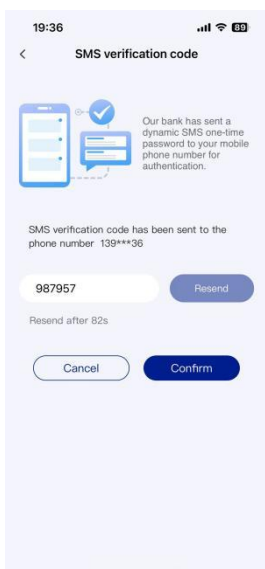 19:36
89
SMS verification code
Our bank has sent a
dynamic SMS one-time
password to your mobile
phone number for
authentication.
SMS verification code has been sent to the
phone number 139***36
987957
Resend
Resend after 82s
Cancel
Confirm